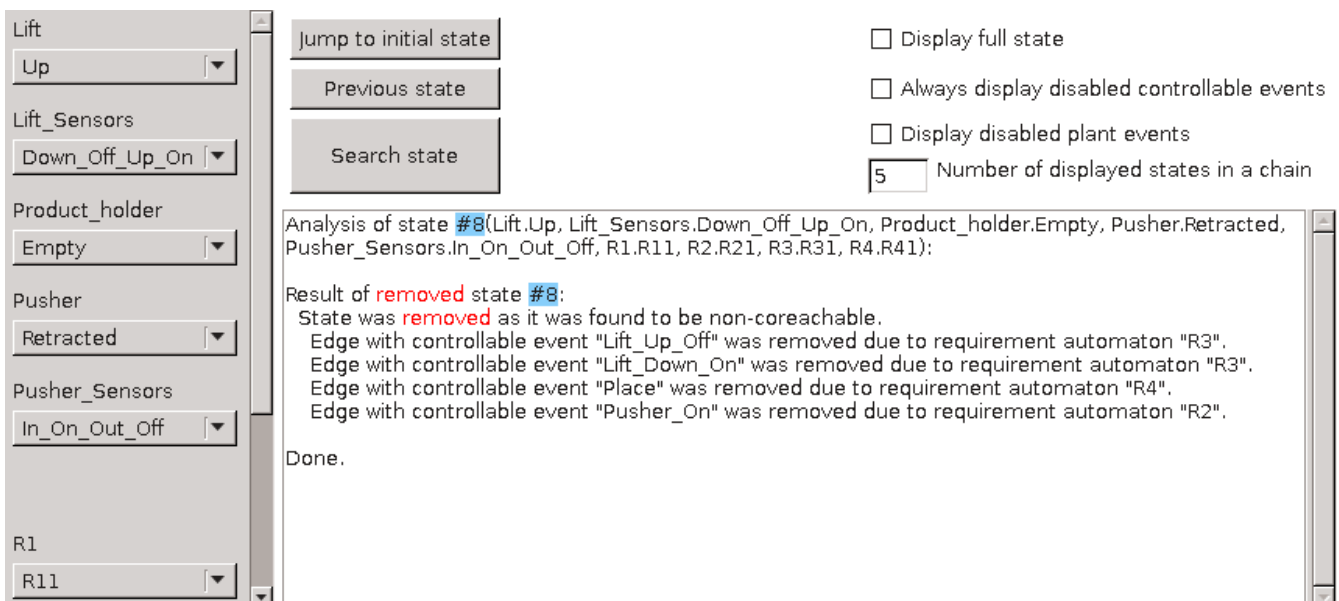 Lift
Up
Lift_Sensors
Down_Off_Up_On
Product_holder
Empty
Pusher
Retracted
Pusher_Sensors
In_On_Out_Off
R1
R11
Jump to initial state
Previous state
Search state
Display full state
Always display disabled controllable events
Display disabled plant events
5 Number of displayed states in a chain
Analysis of state #8(Lift.Up, Lift_Sensors.Down_Off_Up_On, Product_holder.Empty, Pusher.Retracted,
Pusher_Sensors.In_On_Out_Off, R1.R11, R2.R21, R3.R31, R4.R41):
Result of removed state #8:
State was removed as it was found to be non-coreachable.
Edge with controllable event "Lift_Up_Off" was removed due to requirement automaton "R3".
Edge with controllable event "Lift_Down_On" was removed due to requirement automaton "R3".
Edge with controllable event "Place" was removed due to requirement automaton "R4".
Edge with controllable event "Pusher_On" was removed due to requirement automaton "R2".
Done.